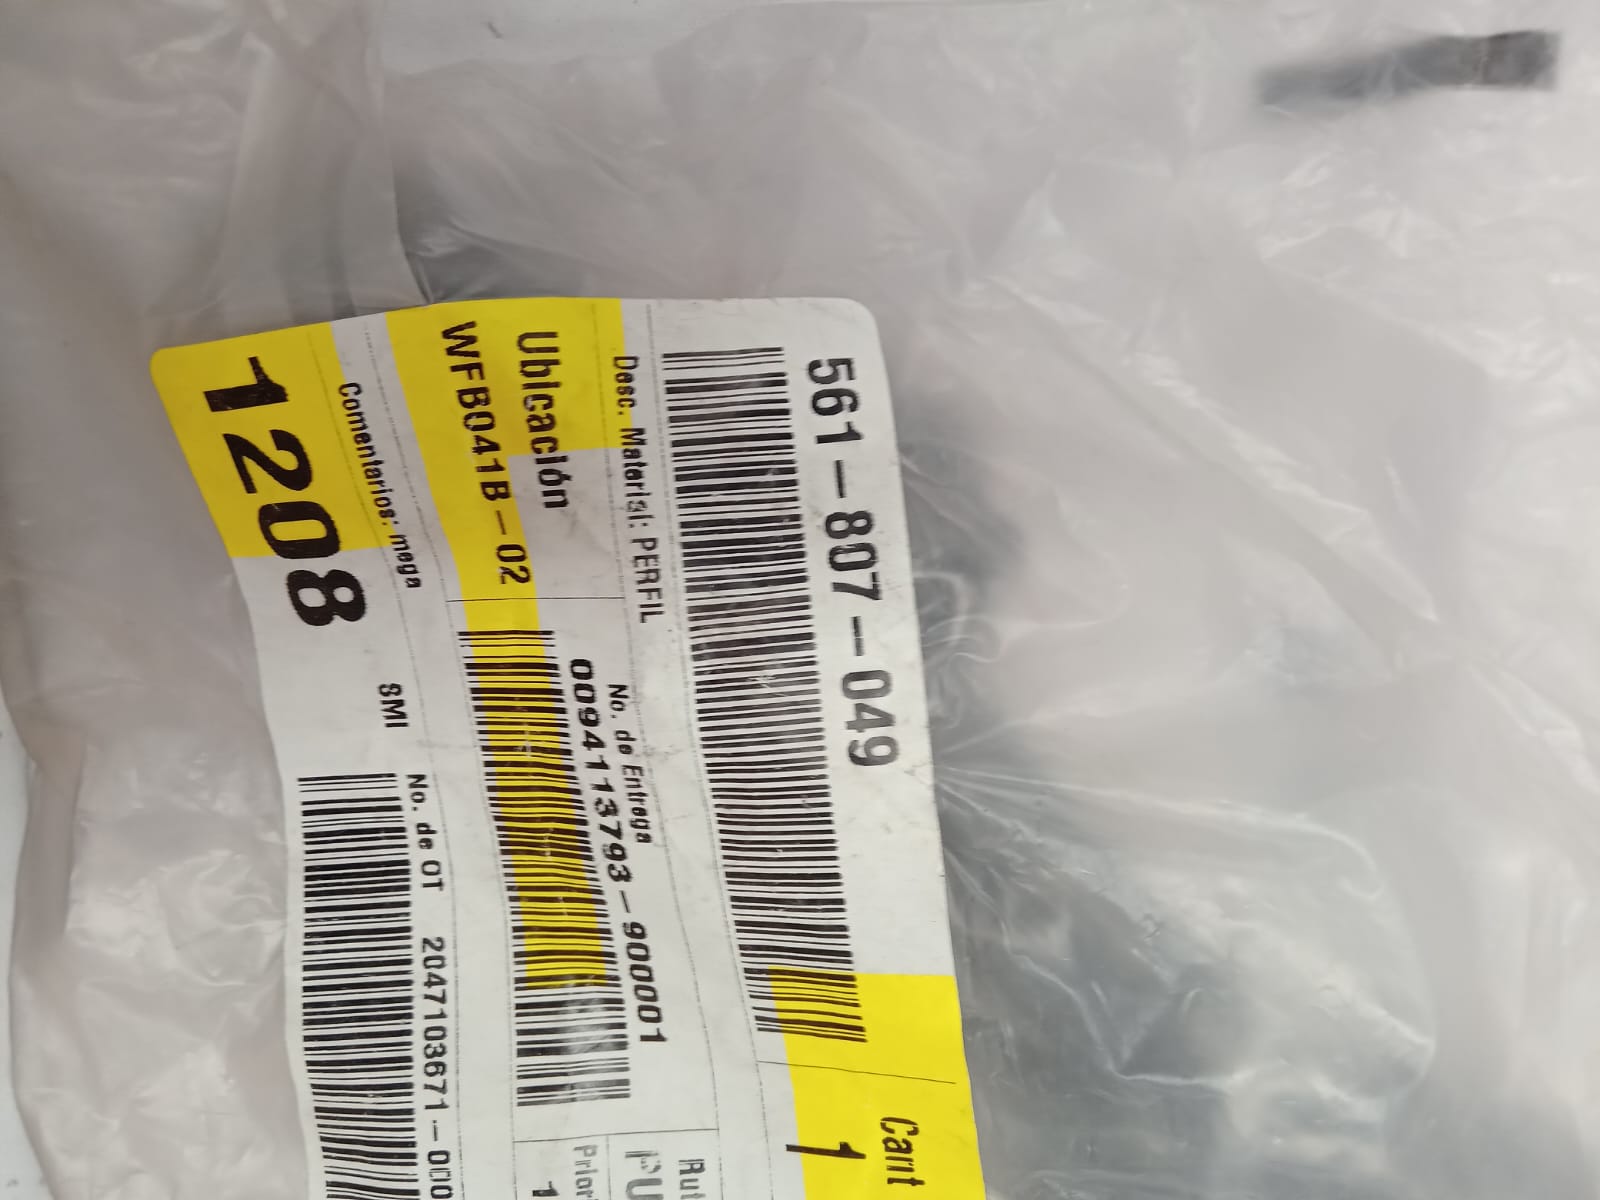 561-807-049
Cant
1
Desc. Material: PERFIL
Ubicación
WFB041B-02
No. de Entrega
0094113793-900001
Comentarios: mega
1208
SMI
No. de OT 2047103671-000